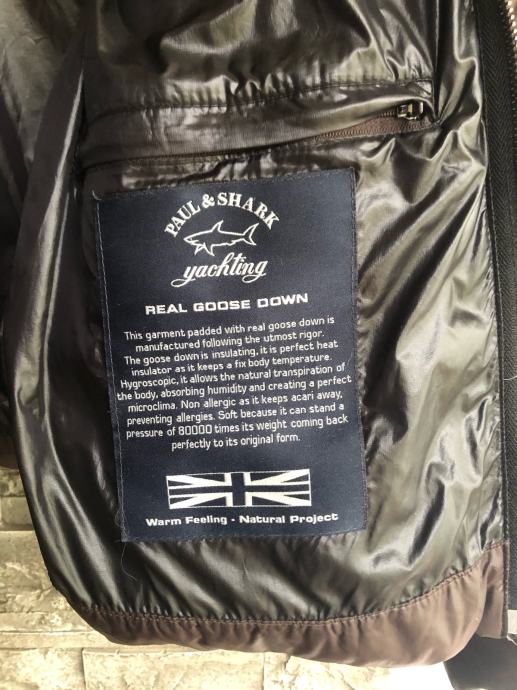 PAUL & SHARK
yachting
REAL GOOSE DOWN
This garment padded with real goose down is
manufactured following the utmost rigor.
The goose down is insulating, it is perfect heat
insulator as it keeps a fix body temperature.
Hygroscopic, it allows the natural transpiration of
the body, absorbing humidity and creating a perfect
microclima. Non allergic as it keeps acari away,
preventing allergies. Soft because it can stand a
pressure of 80000 times its weight coming back
perfectly to its original form.
Warm Feeling - Natural Project